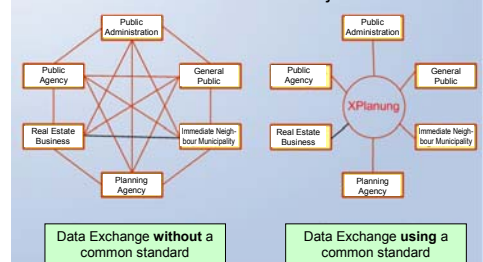 Public
Administration
Public
Agency
General
Public
Real Estate
Business
Immediate Neigh-
bour Municipality
Planning
Agency
Data Exchange without a
common standard
Public
Administration
Public
Agency
General
Public
XPlanung
Real Estate
Business
Immediate Neigh-
bour Municipality
Planning
Agency
Data Exchange using a
common standard